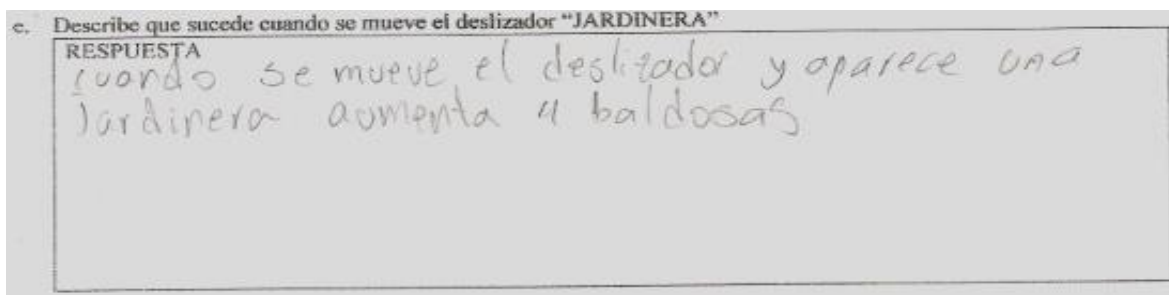 e. Describe que sucede cuando se mueve el deslizador “JARDINERA”
RESPUESTA
cuando se mueve el deslizador y aparece una
Jardinera aumenta 4 baldosas